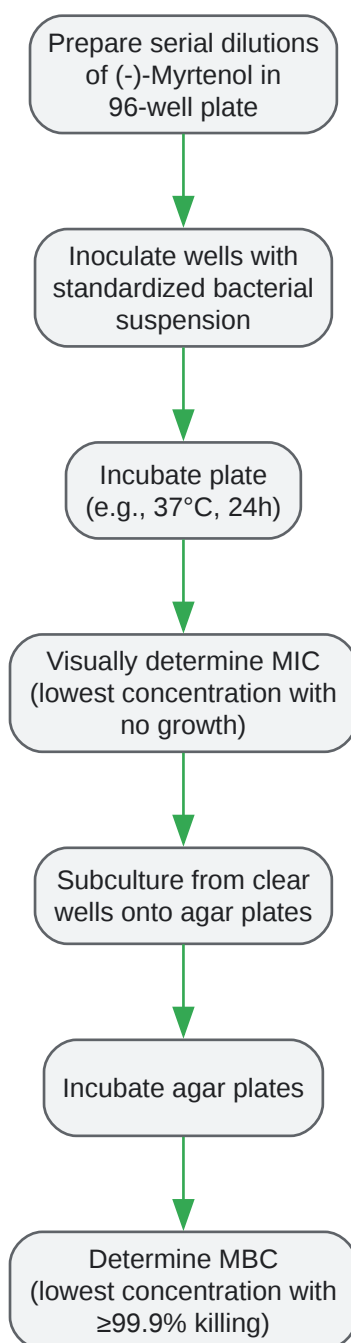 Prepare serial dilutions
of (-)-Myrtenol in
96-well plate
Inoculate wells with
standardized bacterial
suspension
Incubate plate
(e.g., 37°C, 24h)
Visually determine MIC
(lowest concentration with
no growth)
Subculture from clear
wells onto agar plates
Incubate agar plates
Determine MBC
(lowest concentration with
≥99.9% killing)